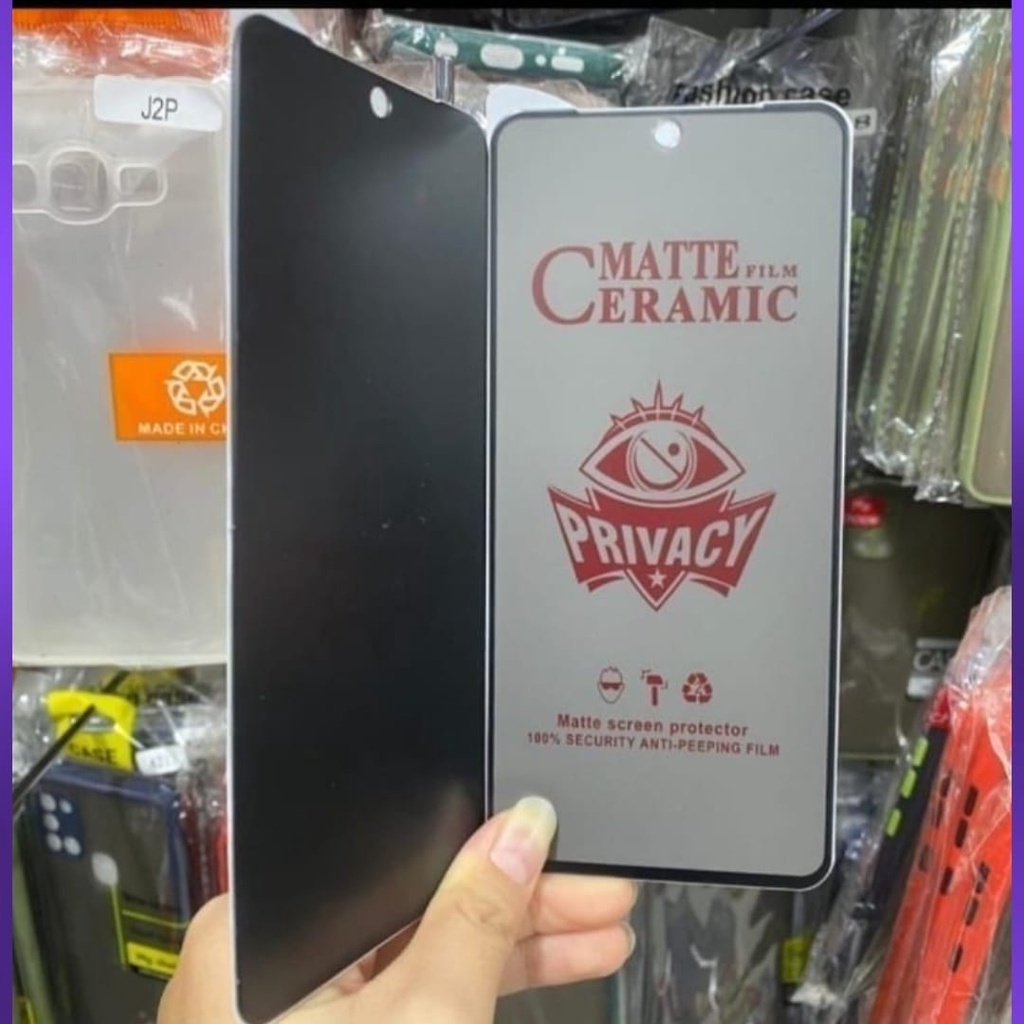 J2P
fashion case
MATTE FILM
CERAMIC
MADE IN CH
PRIVACY
Matte screen protector
100% SECURITY ANTI-PEEPING FILM
CASE